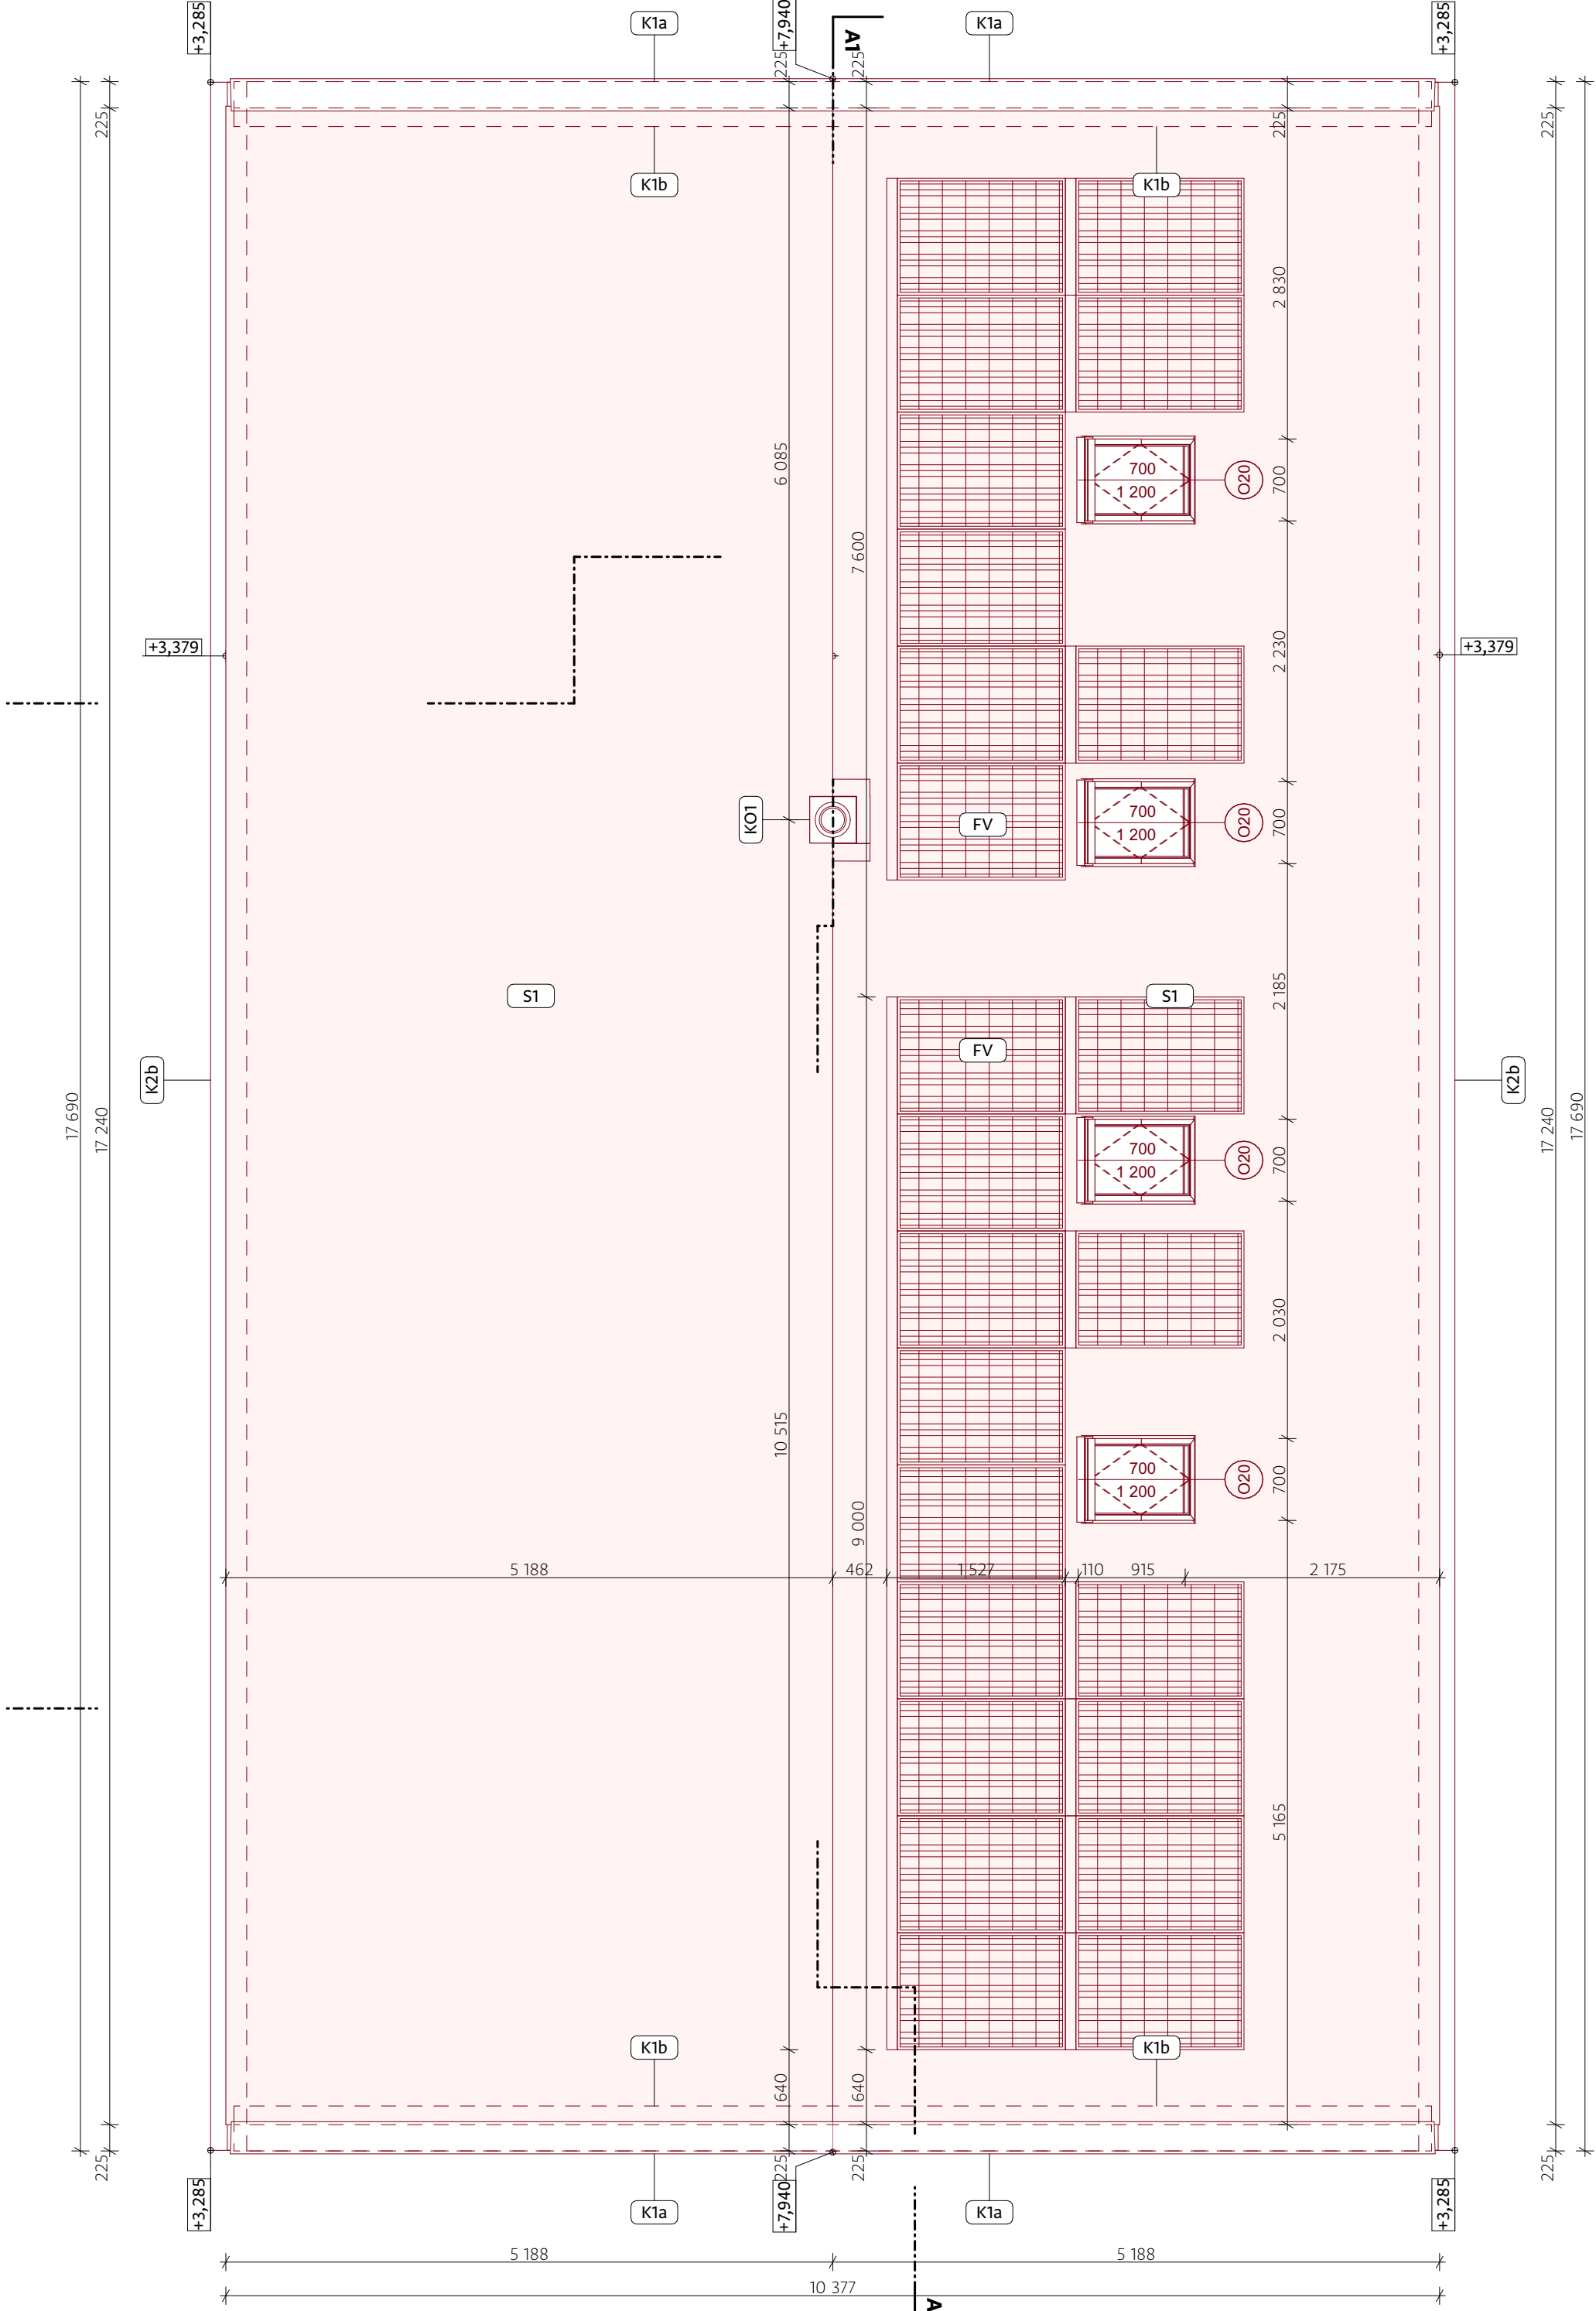 +3,285
K1a
+7,940
A1
K1a
+3,285
225
225
225
225
225
K1b
K1b
2 830
6 085
700
1 200
O20
700
7 600
+3,379
2 230
+3,379
KO1
FV
700
1 200
O20
700
S1
S1
2 185
FV
K2b
K2b
17 690
17 240
17 240
17 690
700
1 200
O20
700
2 030
10 515
700
1 200
O20
700
9 000
5 188
462
1 527
110
915
2 175
5 165
K1b
K1b
640
640
225
225
225
225
+3,285
K1a
+7,940
K1a
+3,285
5 188
5 188
10 377
A